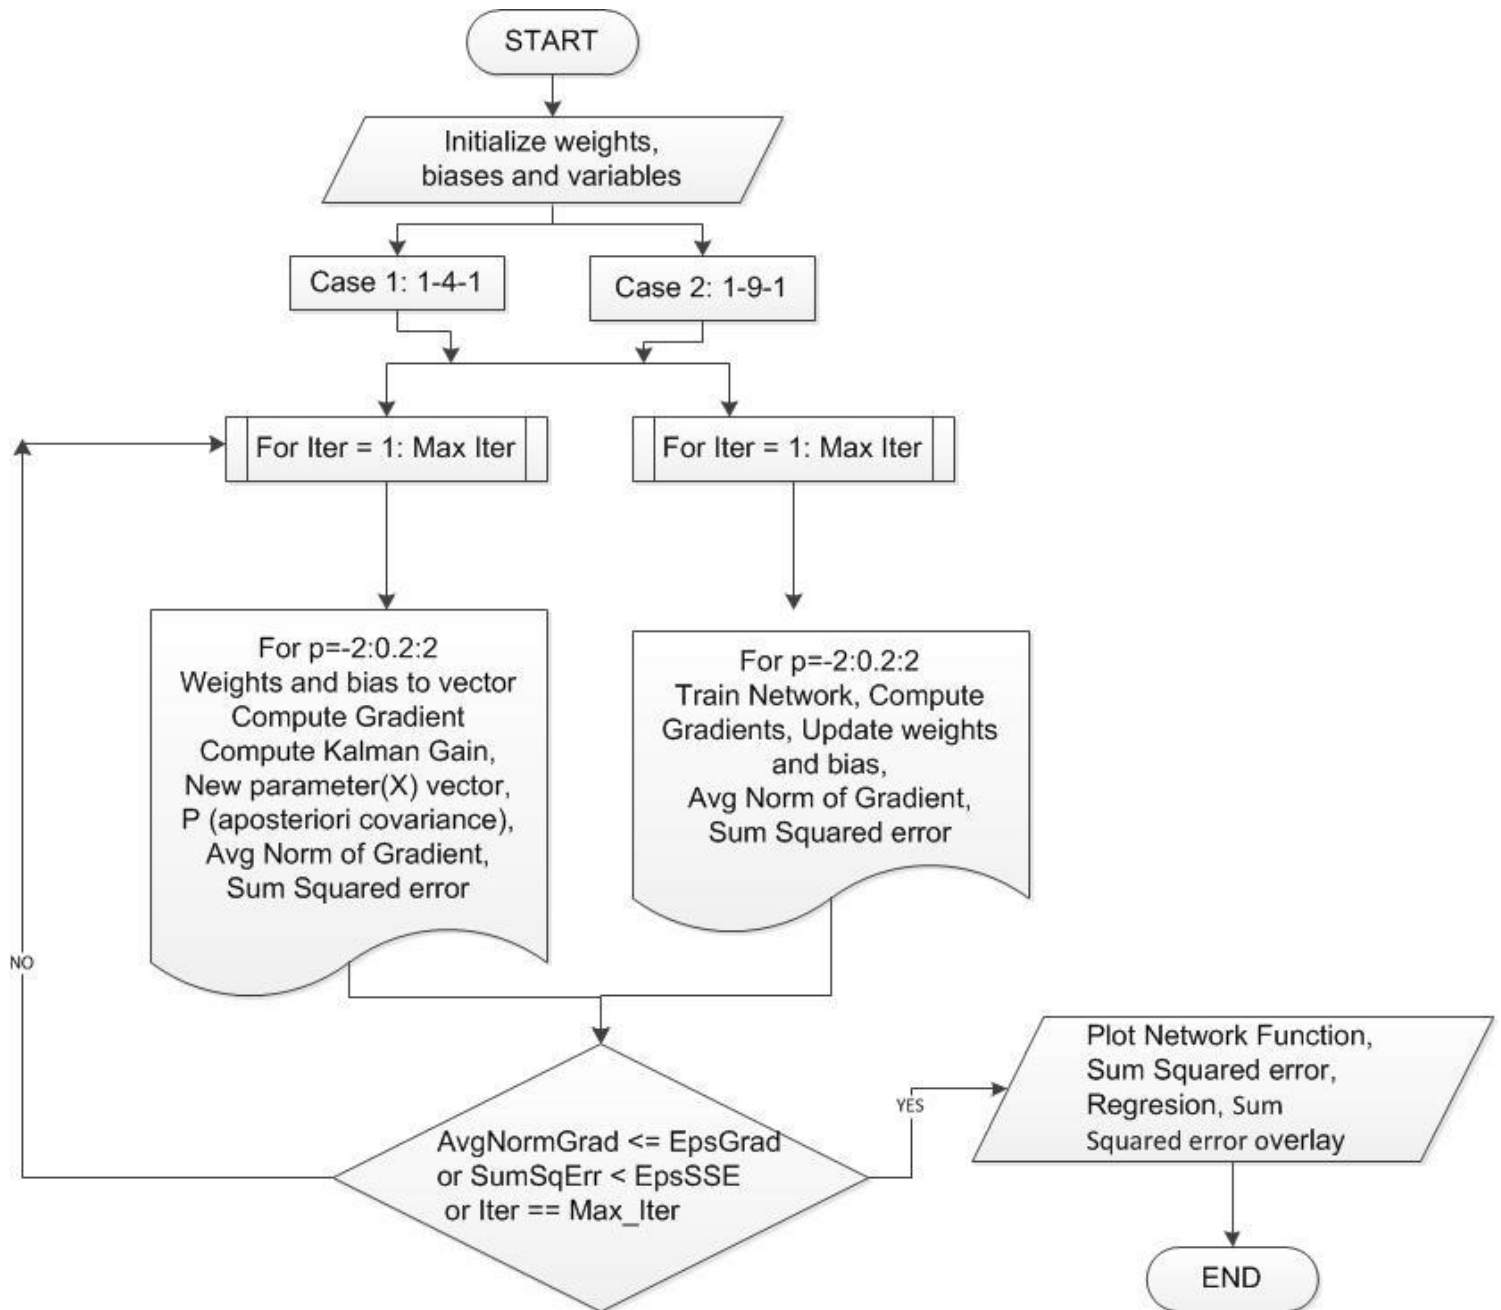 START
Initialize weights,
biases and variables
Case 1: 1-4-1
Case 2: 1-9-1
For Iter = 1: Max Iter
For Iter = 1: Max Iter
For p=-2:0.2:2
Weights and bias to vector
Compute Gradient
Compute Kalman Gain,
New parameter(X) vector,
P (aposteriori covariance),
Avg Norm of Gradient,
Sum Squared error
For p=-2:0.2:2
Train Network, Compute
Gradients, Update weights
and bias,
Avg Norm of Gradient,
Sum Squared error
NO
AvgNormGrad <= EpsGrad
or SumSqErr < EpsSSE
or Iter == Max_Iter
YES
Plot Network Function,
Sum Squared error,
Regresion, Sum
Squared error overlay
END